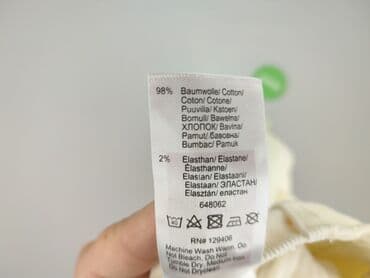 98% Baumwolle/ Cotton/
Coton/ Cotone/
Puuvilla/ Katoen/
Bomull/ Bawełna/
ХЛОПОК/ Bavlna/
Pamut/ бавовна/
Bumbac/ Pamuk
2% Elasthan/ Elastane/
Élasthanne/
Elastan/ Elastaani/
Elastaan/ ЭЛАСТАН/
Elasztán/ еластан
648062
RN# 129406
Machine Wash Warm. Do
Not Bleach. Do Not
Tumble Dry. Medium Iron.
Do Not Dryclean